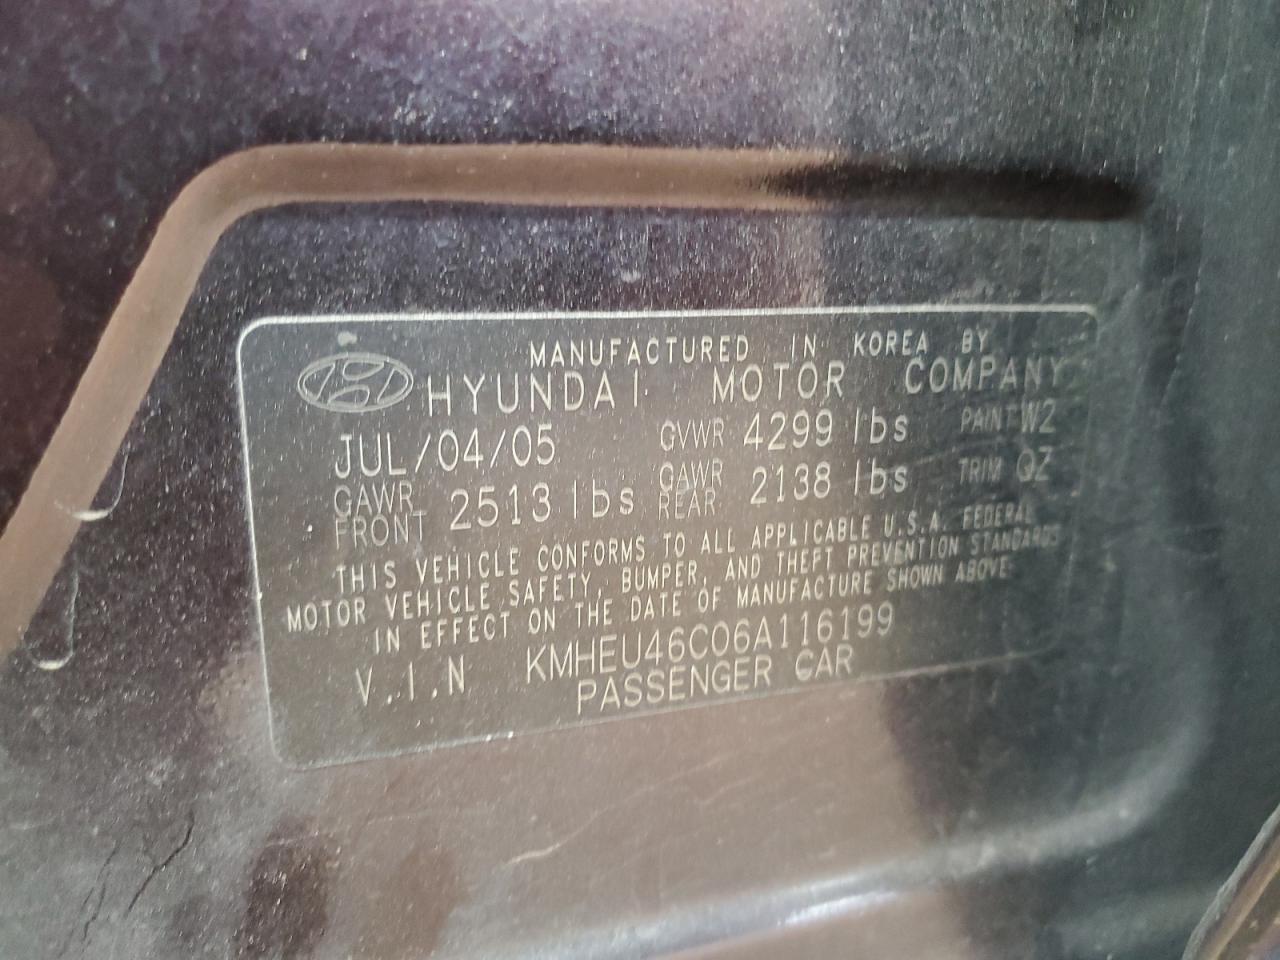 MANUFACTURED IN KOREA BY
HYUNDAI MOTOR COMPANY
JUL/04/05 GVWR 4299 lbs PAINT W2
GAWR FRONT 2513 lbs GAWR REAR 2138 lbs TRIM QZ
THIS VEHICLE CONFORMS TO ALL APPLICABLE U.S.A. FEDERAL
MOTOR VEHICLE SAFETY, BUMPER, AND THEFT PREVENTION STANDARDS
IN EFFECT ON THE DATE OF MANUFACTURE SHOWN ABOVE.
V.I.N KMHEU46C06A116199
PASSENGER CAR